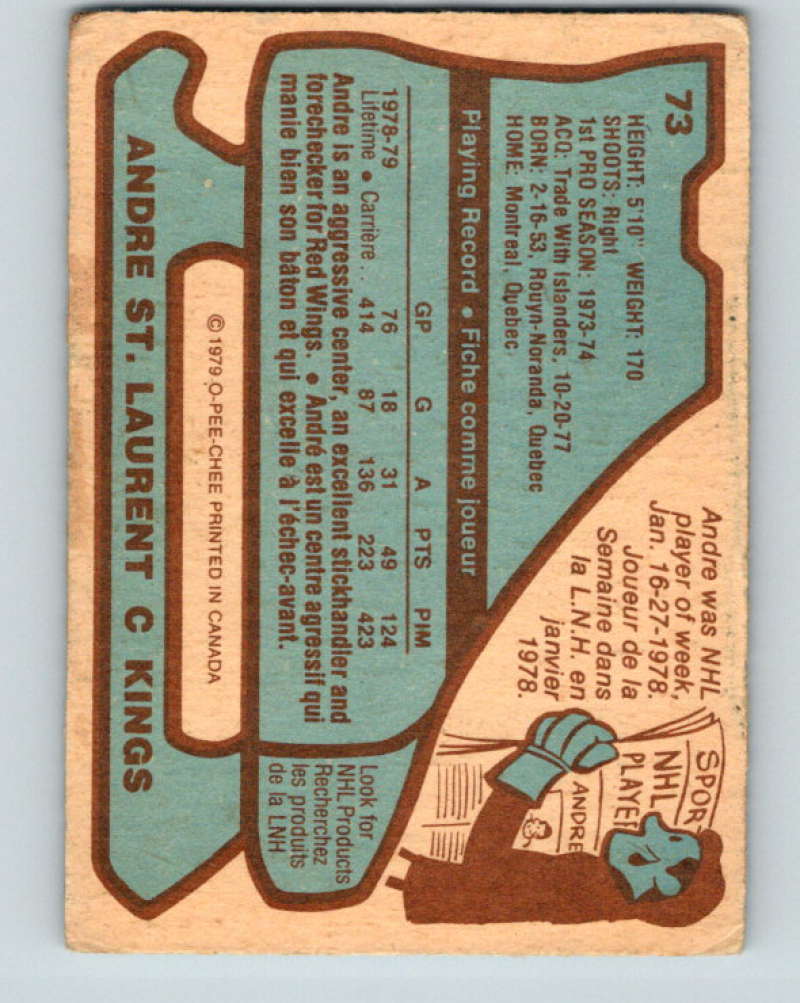 73
HEIGHT: 5'10" WEIGHT: 170
SHOOTS: Right
1st PRO SEASON: 1973-74
ACQ: Trade With Islanders, 10-20-77
BORN: 2-16-53, Rouyn-Noranda, Quebec
HOME: Montreal, Quebec
Andre was NHL
player of week,
Jan. 16-27-1978.
Joueur de la
Semaine dans
la L.N.H. en
janvier
1978.
SPOR
NHL
PLAYE
ANDRE
Playing Record • Fiche comme joueur
GP G A PTS PIM
1978-79 76 18 31 49 124
Lifetime • Carrière .. 414 87 136 223 423
Andre is an aggressive center, an excellent stickhandler and
forechecker for Red Wings. • André est un centre agressif qui
manie bien son bâton et qui excelle à l'échec-avant.
Look for
NHL Products
Recherchez
les produits
de la LNH
© 1979 O-PEE-CHEE PRINTED IN CANADA
ANDRE ST. LAURENT C KINGS